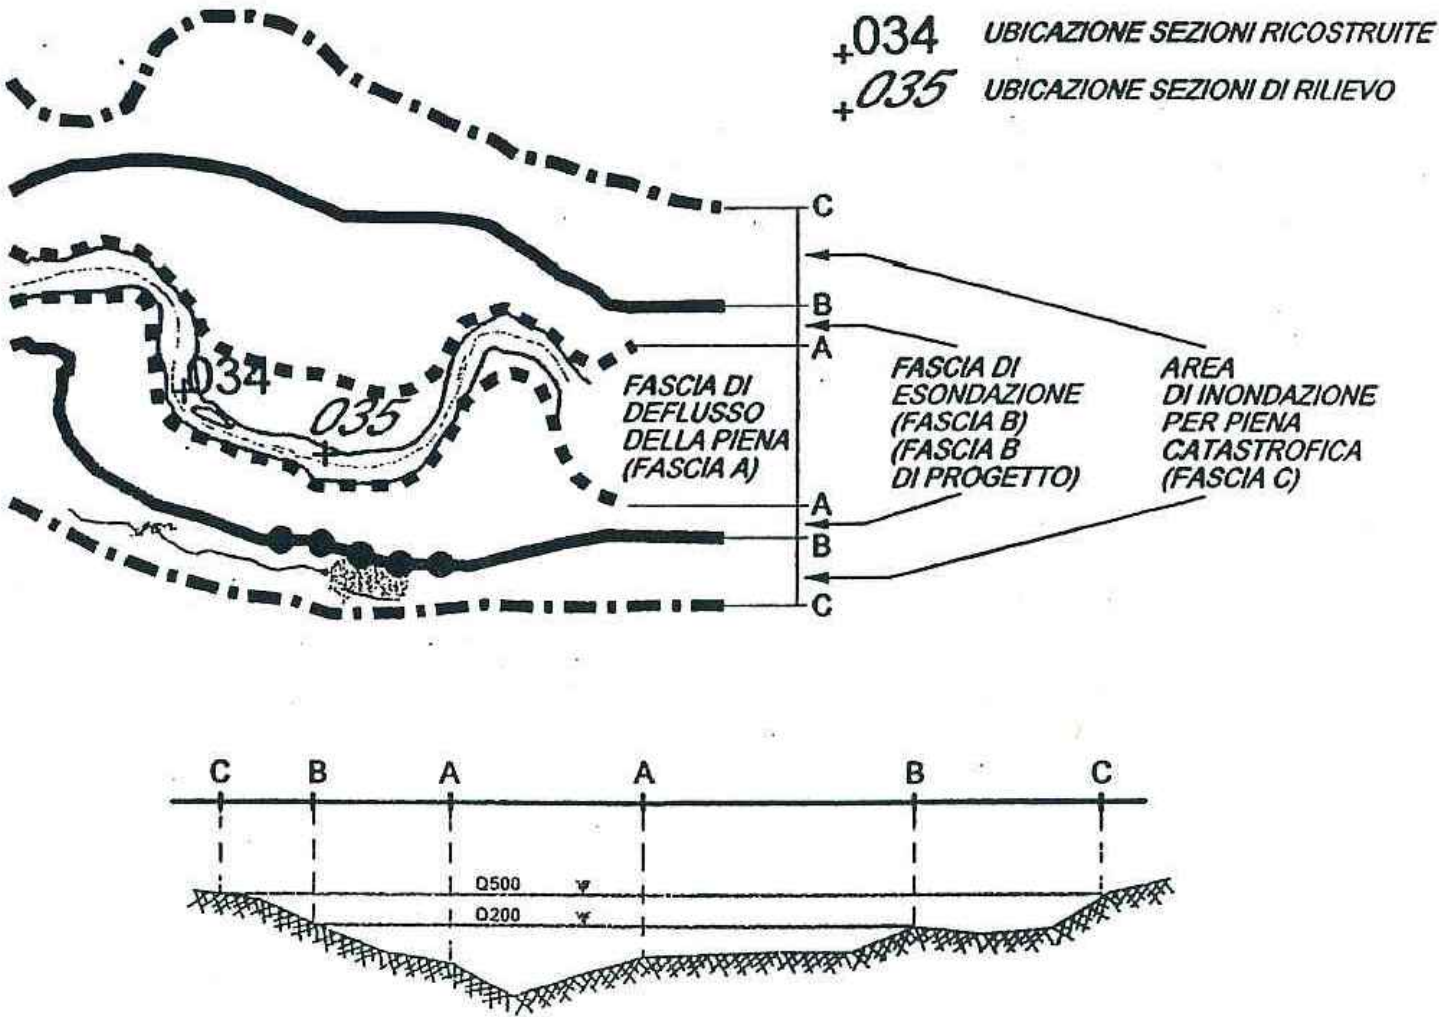 034 UBICAZIONE SEZIONI RICOSTRUITE
035 UBICAZIONE SEZIONI DI RILIEVO
C
B
A
034
035
FASCIA DI
DEFLUSSO
DELLA PIENA
(FASCIA A)
FASCIA DI
ESONDAZIONE
(FASCIA B)
(FASCIA B
DI PROGETTO)
AREA
DI INONDAZIONE
PER PIENA
CATASTROFICA
(FASCIA C)
A
B
C
C B A A B C
Q500
Q200